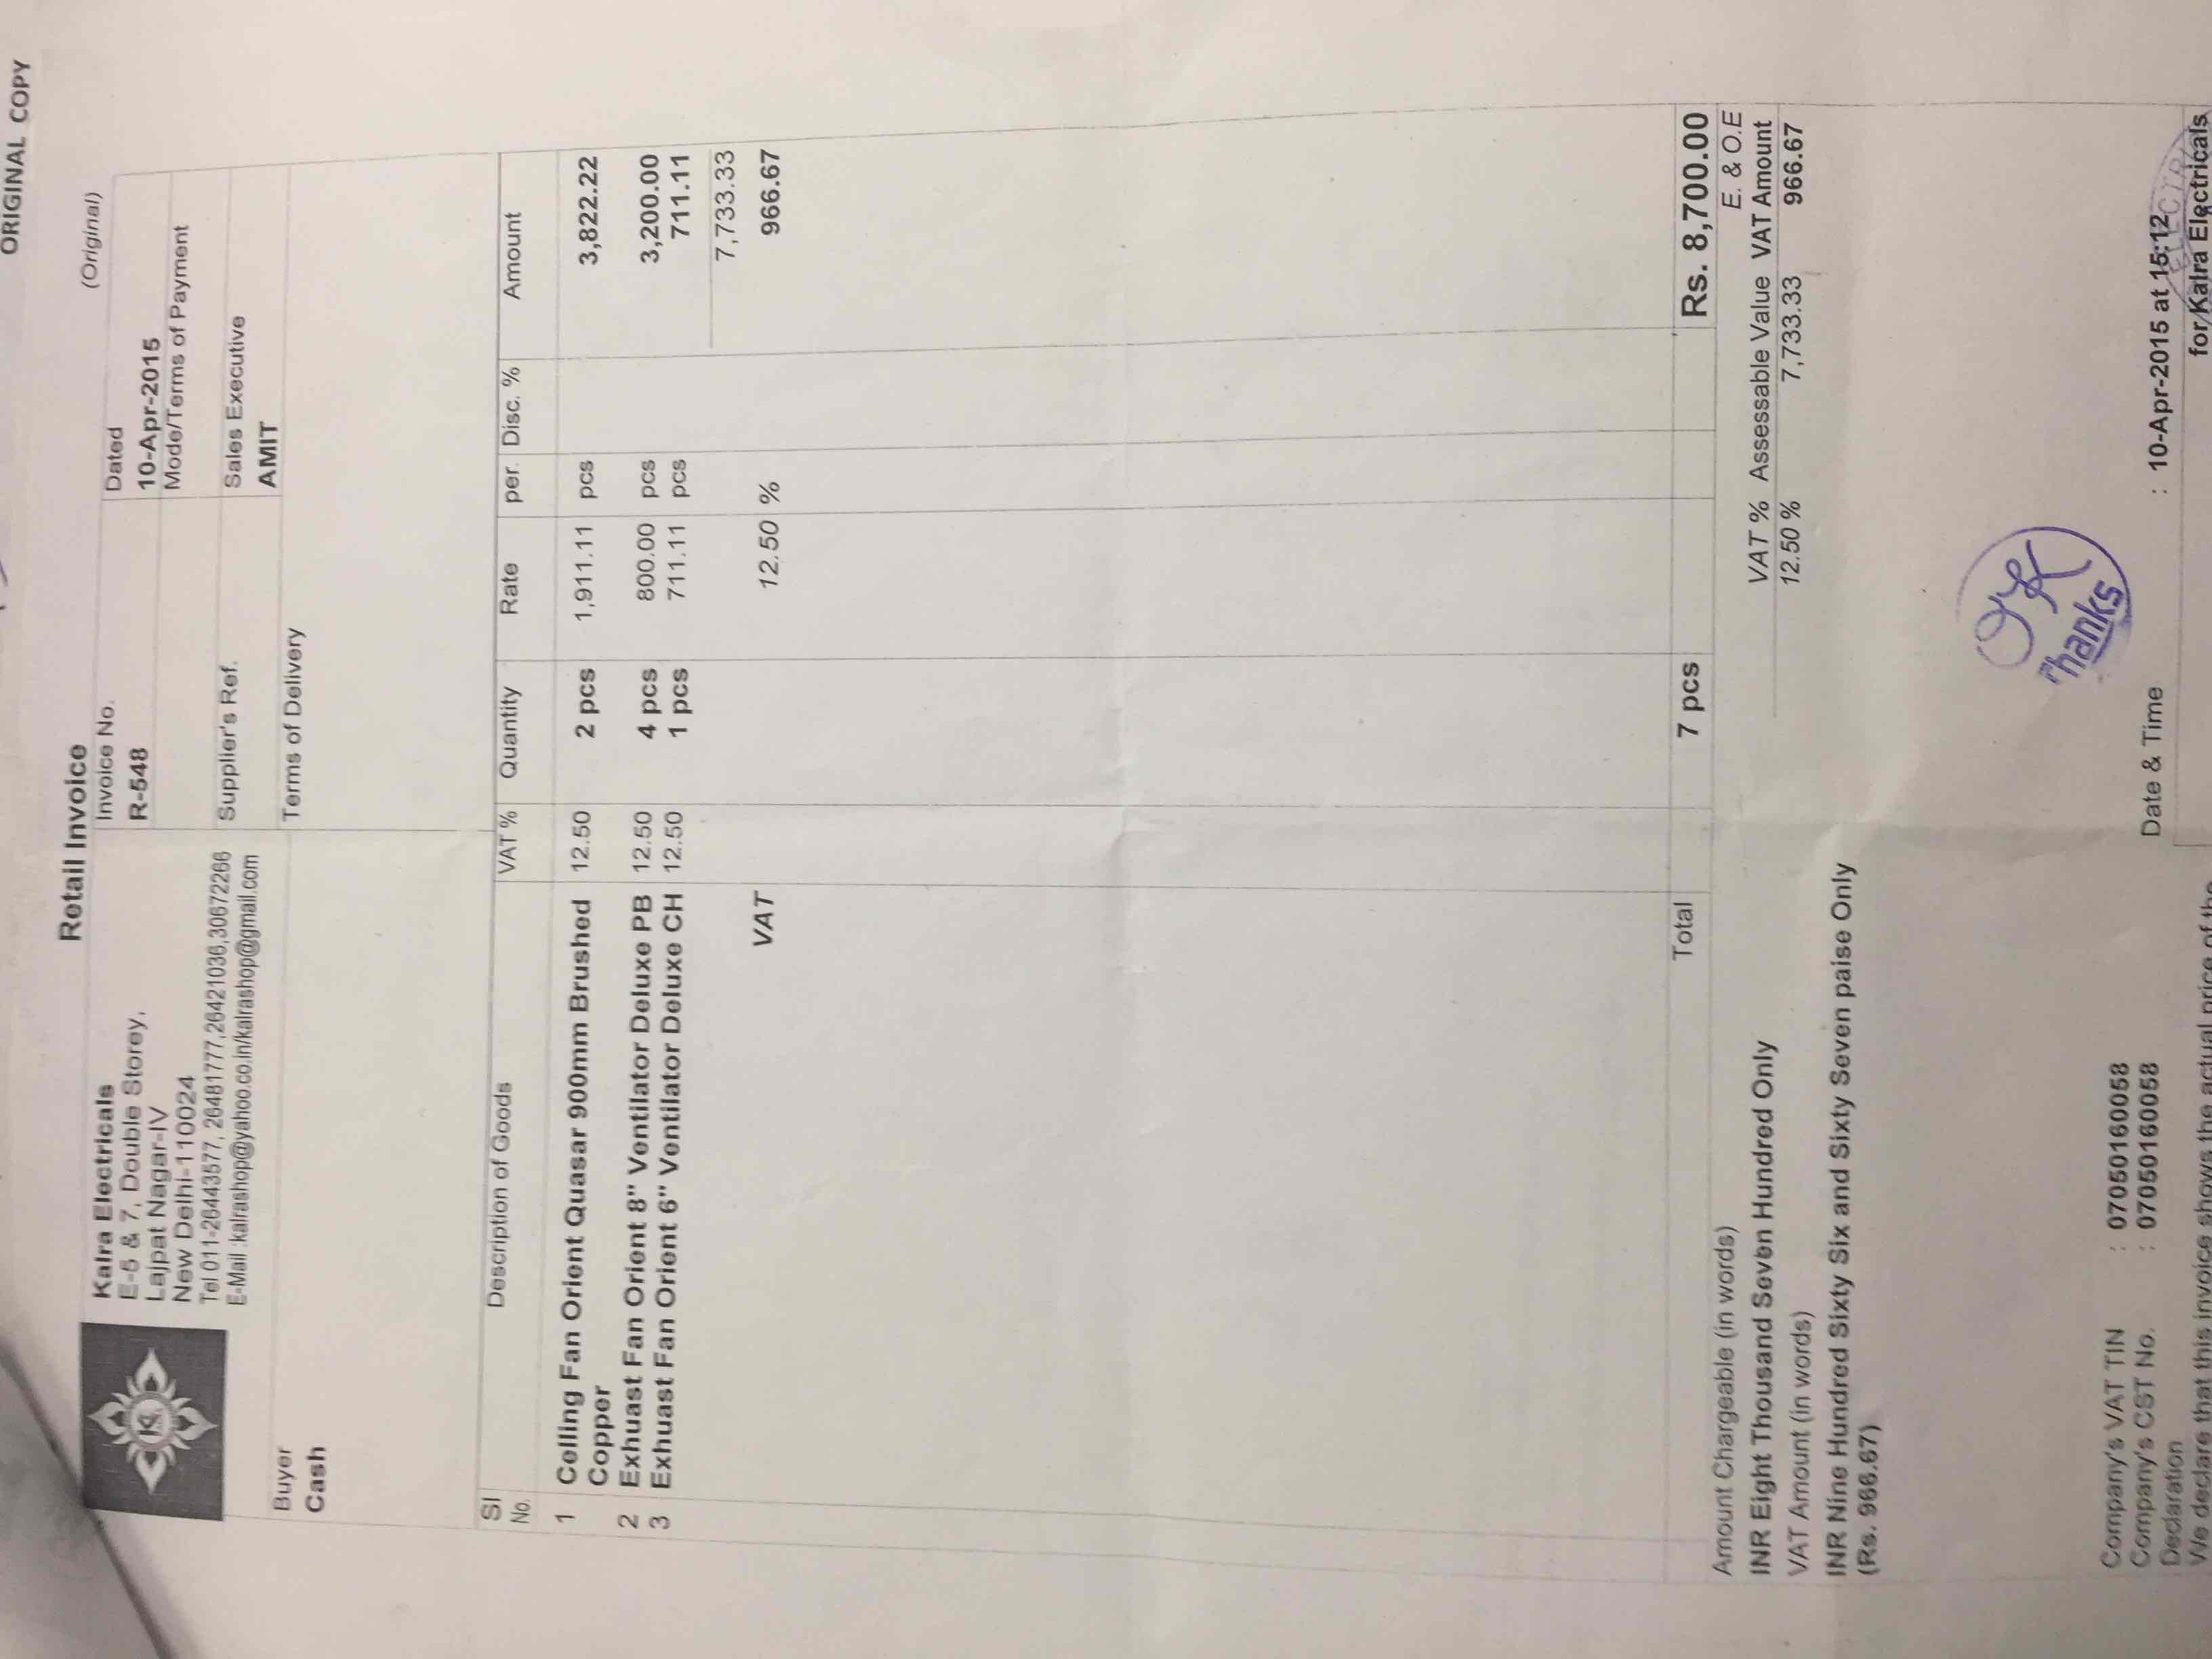 ORIGINAL COPY
Retail Invoice
(Original)
Kalra Electricals
E-5 & 7, Double Storey,
Lajpat Nagar-IV
New Delhi-110024
Tel 011-26443577, 26481777,26421036,30672266
E-Mail :kalrashop@yahoo.co.in/kalrashop@gmail.com
Invoice No.
R-548
Dated
10-Apr-2015
Mode/Terms of Payment
Supplier's Ref.
Sales Executive
AMIT
Buyer
Cash
Terms of Delivery
Sl No. Description of Goods VAT % Quantity Rate per Disc. % Amount
1 Celling Fan Orient Quasar 900mm Brushed 12.50 2 pcs 1,911.11 pcs 3,822.22
Copper
2 Exhuast Fan Orient 8" Ventilator Deluxe PB 12.50 4 pcs 800.00 pcs 3,200.00
3 Exhuast Fan Orient 6" Ventilator Deluxe CH 12.50 1 pcs 711.11 pcs 711.11
7,733.33
VAT 12.50 % 966.67
Total 7 pcs Rs. 8,700.00
Amount Chargeable (in words)
E. & O.E
INR Eight Thousand Seven Hundred Only
VAT % Assessable Value VAT Amount
12.50 % 7,733.33 966.67
VAT Amount (in words)
INR Nine Hundred Sixty Six and Sixty Seven paise Only
(Rs. 966.67)
OK
Thanks
Company's VAT TIN : 07050160058
Company's CST No. : 07050160058
Date & Time : 10-Apr-2015 at 15:12
Declaration
We declare that this invoice shows the actual price of the
for Kalra Electricals